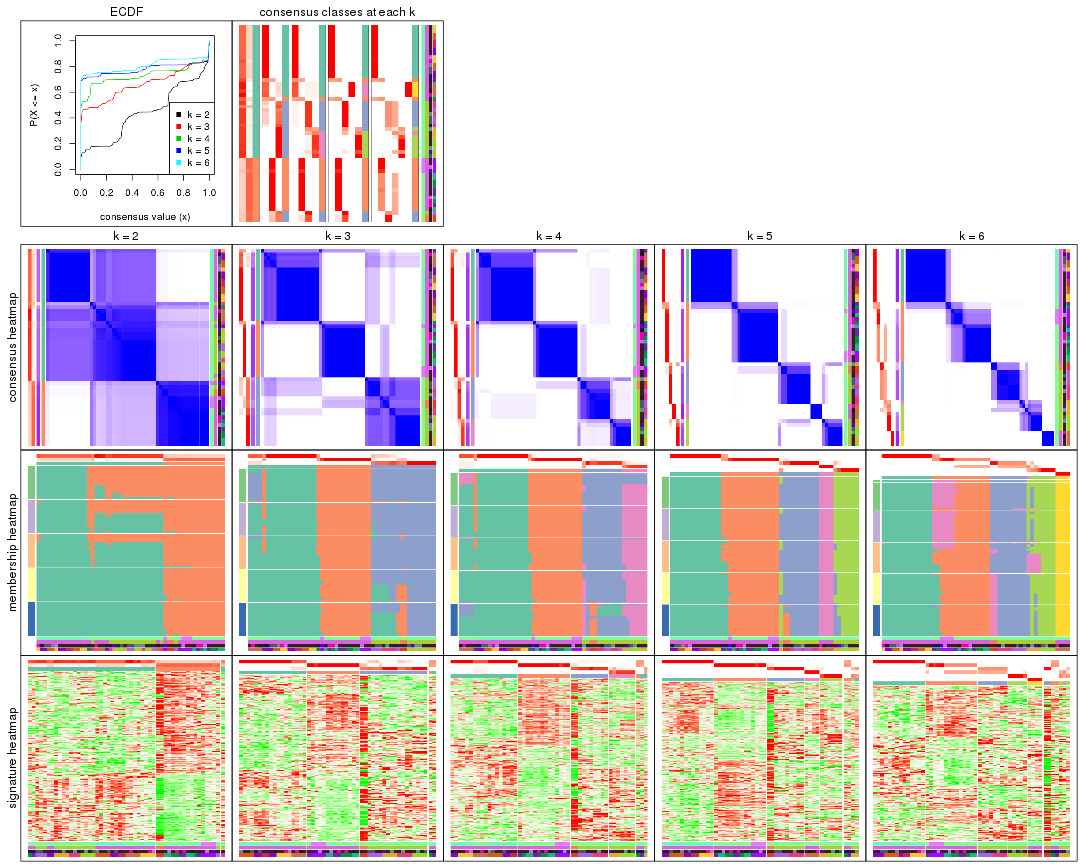 ECDF
consensus classes at each k
P(X <= x)
0.0 0.2 0.4 0.6 0.8 1.0
k = 2
k = 3
k = 4
k = 5
k = 6
0.0 0.2 0.4 0.6 0.8 1.0
consensus value (x)
k = 2 k = 3 k = 4 k = 5 k = 6
consensus heatmap
membership heatmap
signature heatmap